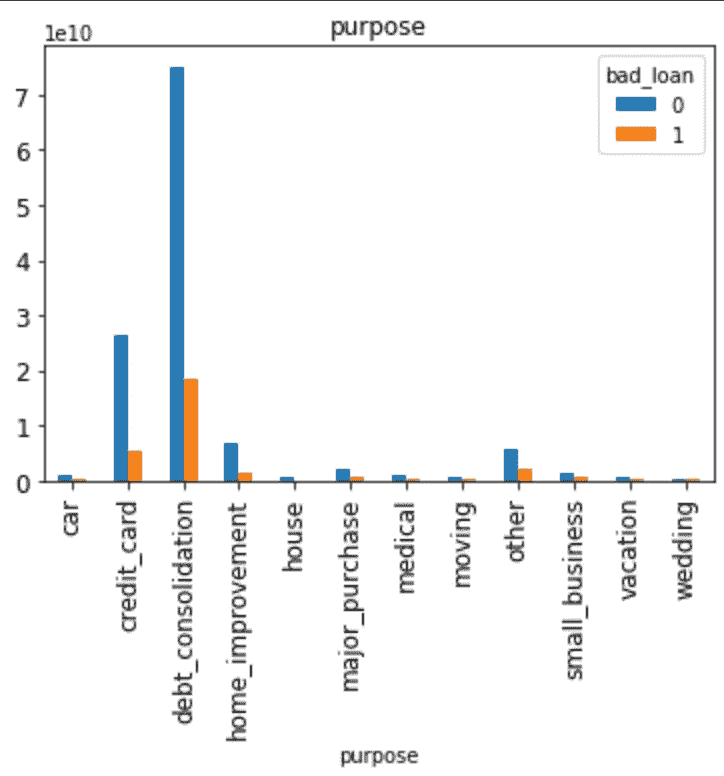 purpose
1e10
bad_loan
0
1
7
6
5
4
3
2
1
0
car
credit_card
debt_consolidation
home_improvement
house
major_purchase
medical
moving
other
small_business
vacation
wedding
purpose